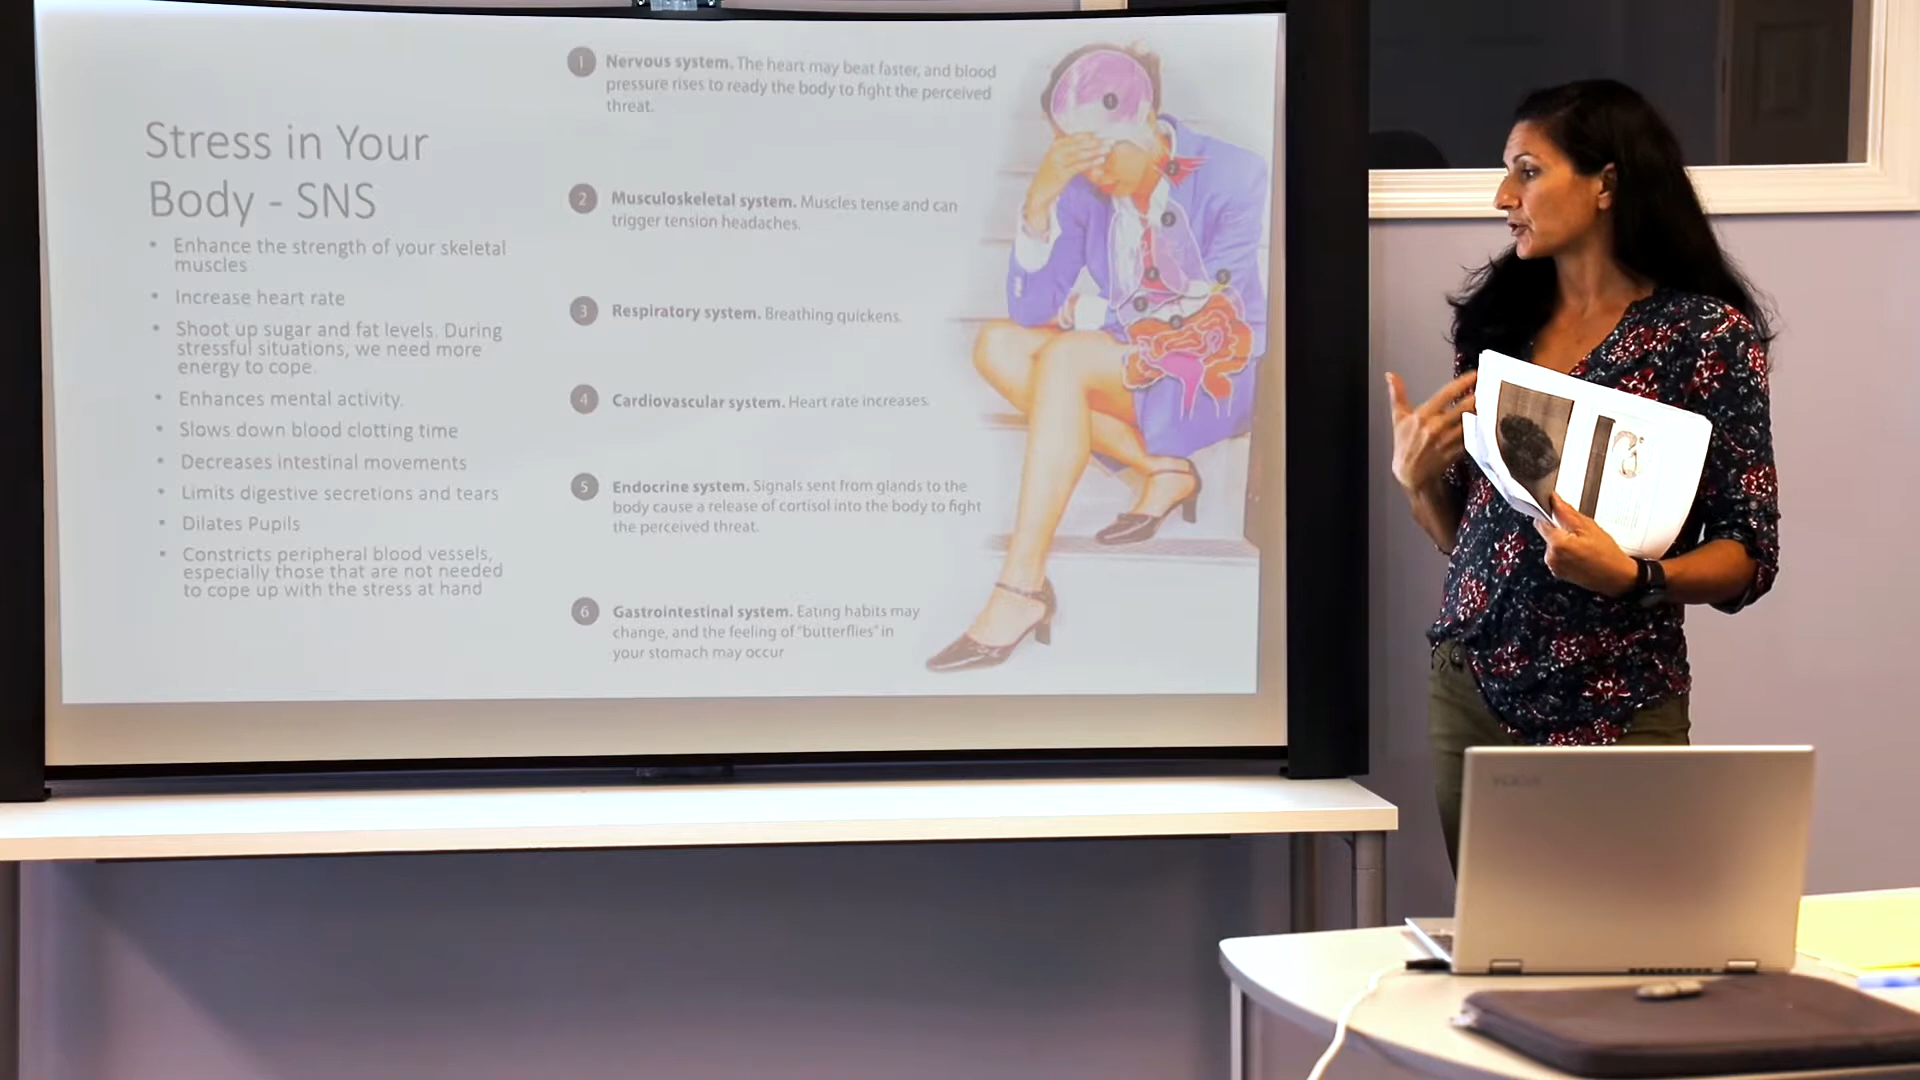 Stress in Your
Body - SNS
• Enhance the strength of your skeletal
muscles
• Increase heart rate
• Shoot up sugar and fat levels. During
stressful situations, we need more
energy to cope.
• Enhances mental activity.
• Slows down blood clotting time
• Decreases intestinal movements
• Limits digestive secretions and tears
• Dilates Pupils
• Constricts peripheral blood vessels,
especially those that are not needed
to cope up with the stress at hand
1 Nervous system. The heart may beat faster, and blood
pressure rises to ready the body to fight the perceived
threat.
2 Musculoskeletal system. Muscles tense and can
trigger tension headaches.
3 Respiratory system. Breathing quickens.
4 Cardiovascular system. Heart rate increases.
5 Endocrine system. Signals sent from glands to the
body cause a release of cortisol into the body to fight
the perceived threat.
6 Gastrointestinal system. Eating habits may
change, and the feeling of "butterflies" in
your stomach may occur